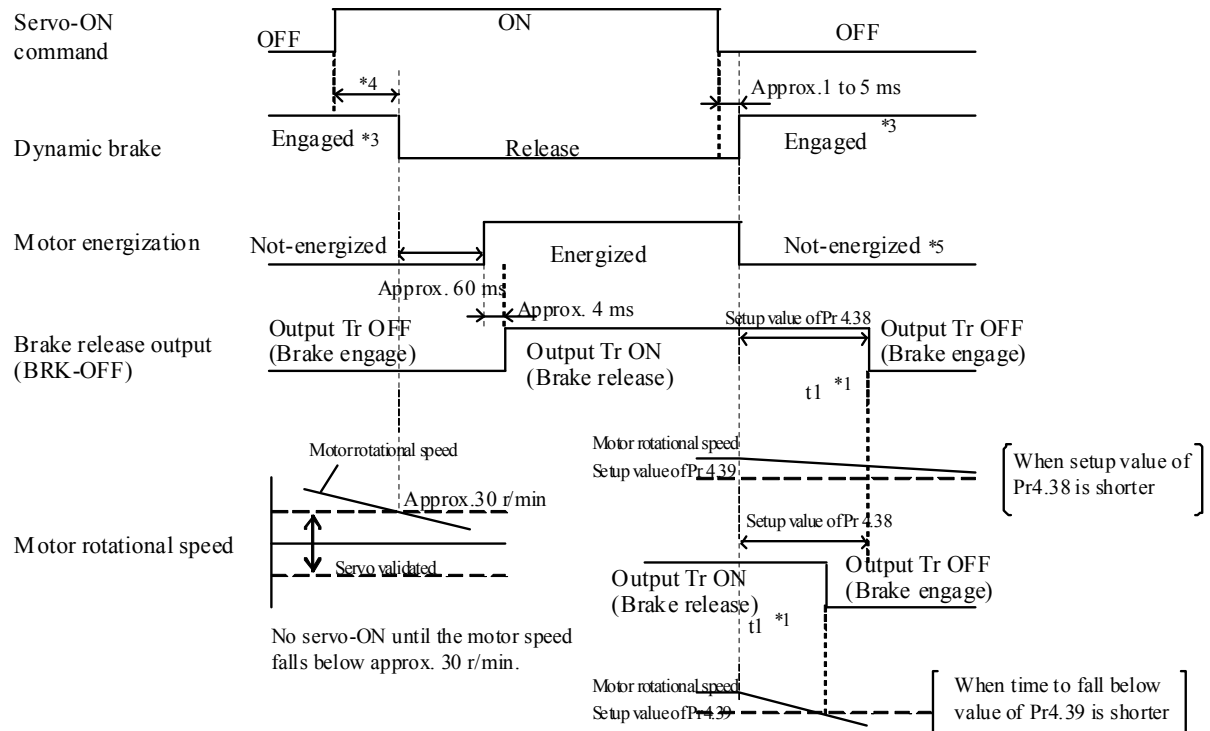 Servo-ON
command
OFF
ON
OFF
*4
Approx.1 to 5 ms
Dynamic brake
Engaged *3
Release
Engaged *3
Motor energization
Not-energized
Energized
Not-energized *5
Approx. 60 ms
Approx. 4 ms
Brake release output
(BRK-OFF)
Output Tr OFF
(Brake engage)
Output Tr ON
(Brake release)
Setup value of Pr 4.38
Output Tr OFF
(Brake engage)
t1 *1
Motor rotational speed
Motor rotational speed
Approx.30 r/min
Servo validated
No servo-ON until the motor speed
falls below approx. 30 r/min.
Motor rotational speed
Setup value of Pr4.39
When setup value of
Pr4.38 is shorter
Setup value of Pr 4.38
Output Tr ON
(Brake release)
Output Tr OFF
(Brake engage)
t1 *1
Motor rotational speed
Setup value of Pr4.39
When time to fall below
value of Pr4.39 is shorter